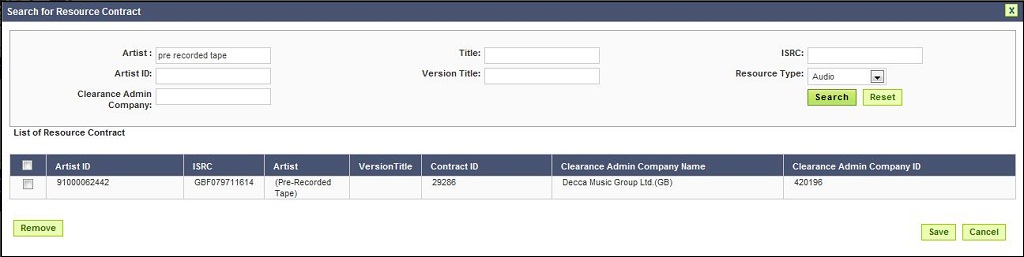 Search for Resource Contract X
Artist : pre recorded tape Title: ISRC:
Artist ID: Version Title: Resource Type: Audio
Clearance Admin
Company: Search Reset
List of Resource Contract
Artist ID ISRC Artist VersionTitle Contract ID Clearance Admin Company Name Clearance Admin Company ID
91000062442 GBF079711614 (Pre-Recorded 29286 Decca Music Group Ltd.(GB) 420196
Tape)
Remove Save Cancel